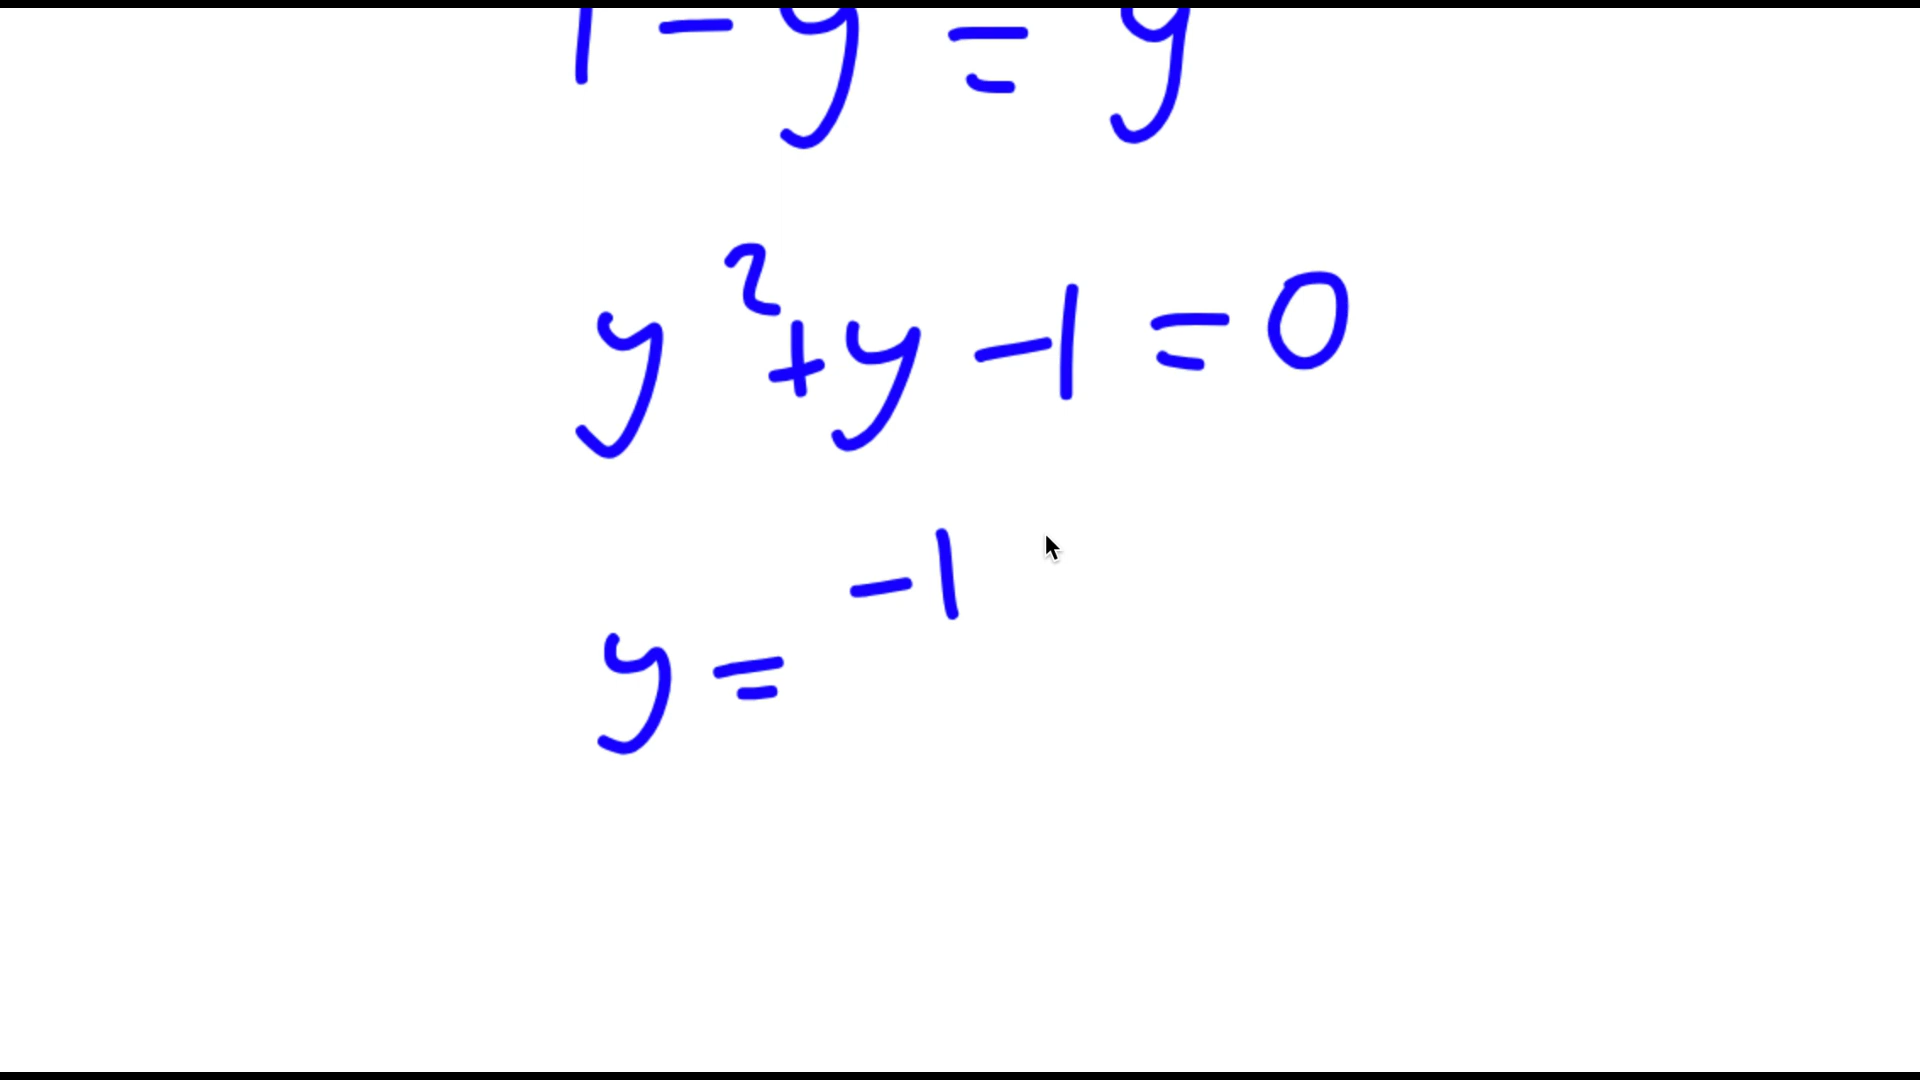 1 - y = y
y² + y - 1 = 0
y = -1